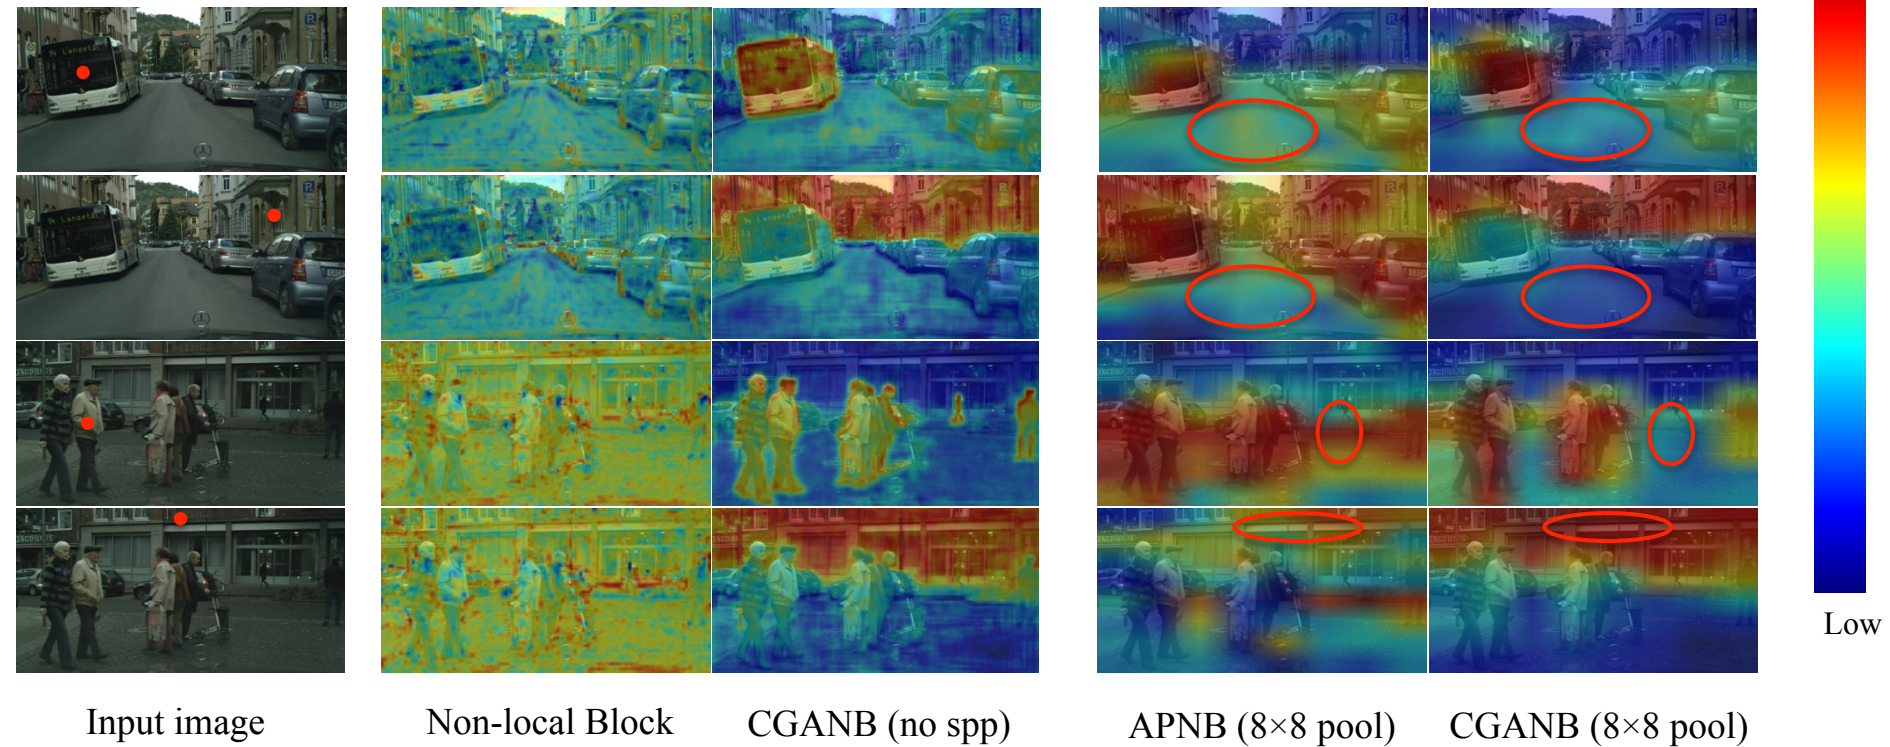 Low
Input image
Non-local Block
CGANB (no spp)
APNB (8×8 pool)
CGANB (8×8 pool)